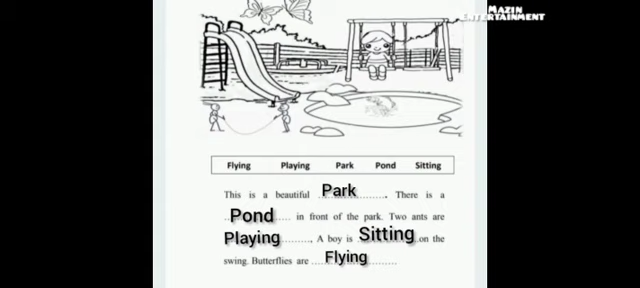 MAZIN
ENTERTAINMENT
Flying Playing Park Pond Sitting
This is a beautiful Park. There is a
Pond in front of the park. Two ants are
Playing. A boy is Sitting on the
swing. Butterflies are Flying